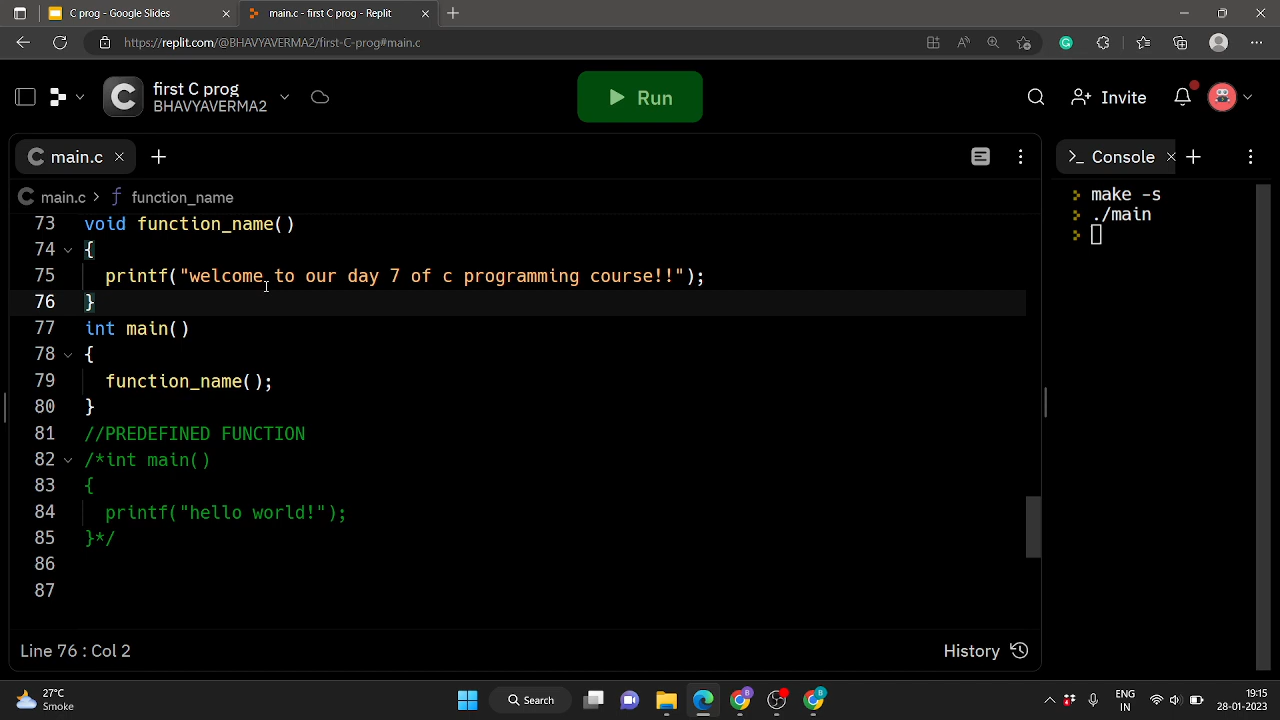 C prog - Google Slides
main.c - first C prog - Replit
https://replit.com/@BHAVYAVERMA2/first-C-prog#main.c
first C prog
BHAVYAVERMA2
Run
Invite
main.c
Console
main.c > function_name
make -s
./main
73 void function_name()
74 {
75 printf("welcome to our day 7 of c programming course!!");
76 }
77 int main()
78 {
79 function_name();
80 }
81 //PREDEFINED FUNCTION
82 /*int main()
83 {
84 printf("hello world!");
85 }*/
86
87
Line 76 : Col 2
History
27°C
Smoke
Search
ENG
IN
19:15
28-01-2023